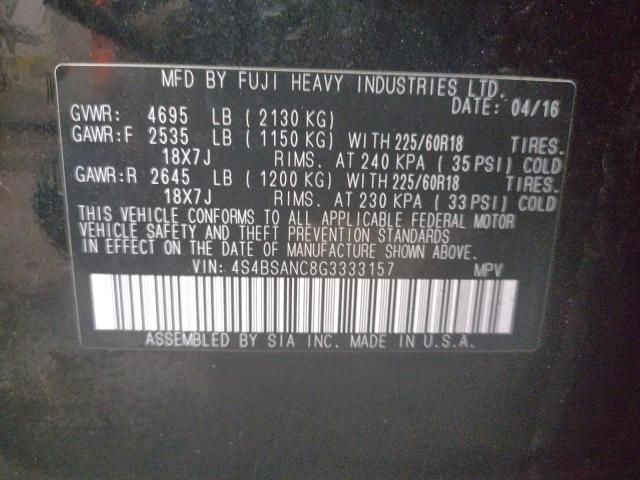 MFD BY FUJI HEAVY INDUSTRIES LTD.
DATE: 04/16
GVWR: 4695 LB ( 2130 KG)
GAWR:F 2535 LB ( 1150 KG) WITH 225/60R18 TIRES.
18X7J RIMS. AT 240 KPA ( 35 PSI) COLD
GAWR:R 2645 LB ( 1200 KG) WITH 225/60R18 TIRES.
18X7J RIMS. AT 230 KPA ( 33 PSI) COLD
THIS VEHICLE CONFORMS TO ALL APPLICABLE FEDERAL MOTOR
VEHICLE SAFETY AND THEFT PREVENTION STANDARDS
IN EFFECT ON THE DATE OF MANUFACTURE SHOWN ABOVE.
VIN: 4S4BSANC8G3333157 MPV
ASSEMBLED BY SIA INC. MADE IN U.S.A.